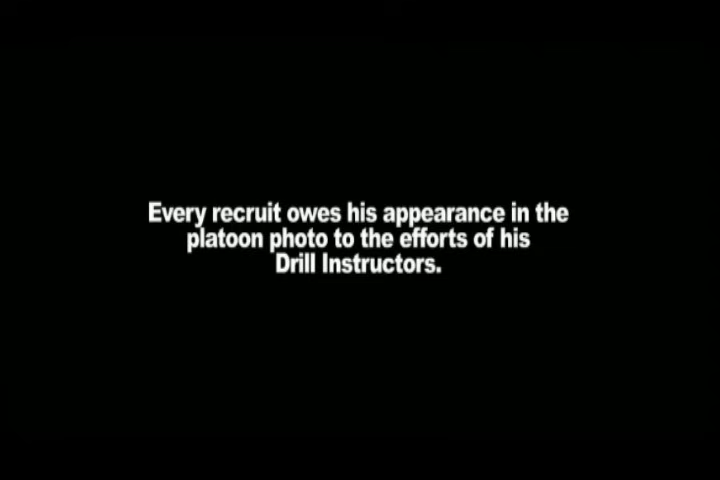 Every recruit owes his appearance in the
platoon photo to the efforts of his
Drill Instructors.